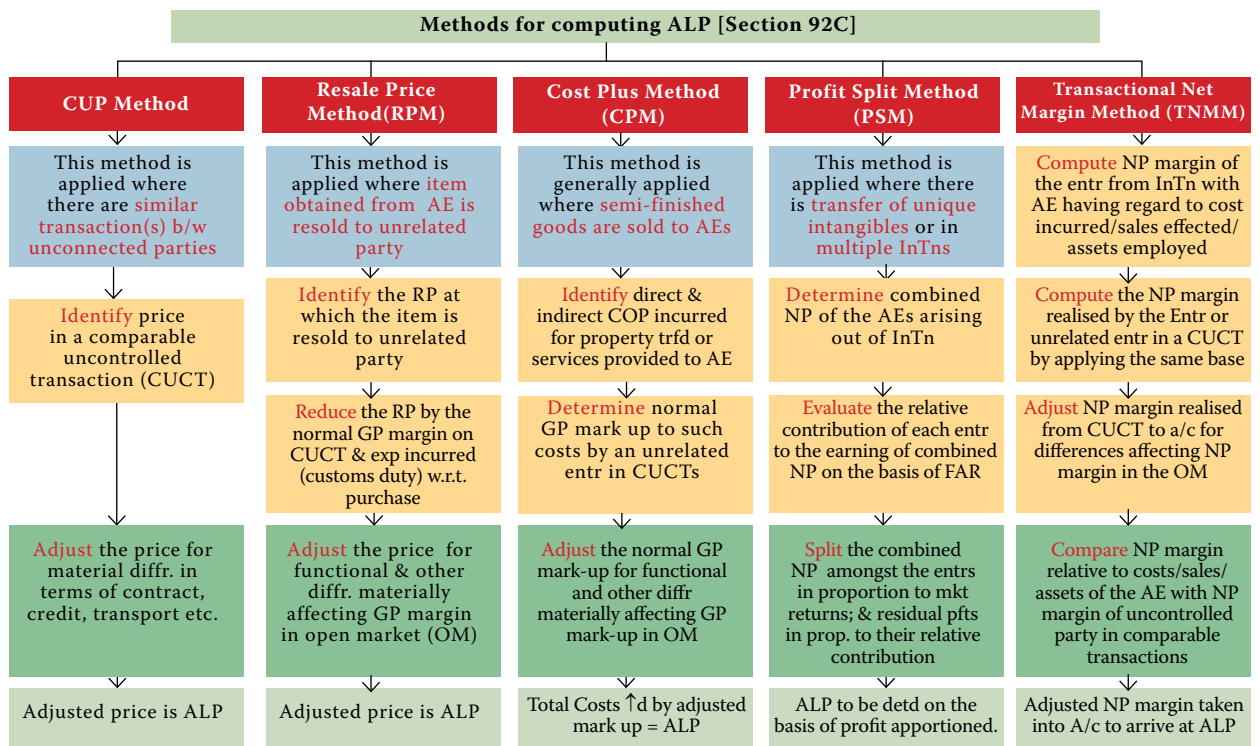 Methods for computing ALP [Section 92C]
CUP Method
This method is
applied where
there are similar
transaction(s) b/w
unconnected parties
Identify price
in a comparable
uncontrolled
transaction (CUCT)
Adjust the price for
material diffr. in
terms of contract,
credit, transport etc.
Adjusted price is ALP
Resale Price
Method(RPM)
This method is
applied where item
obtained from AE is
resold to unrelated
party
Identify the RP at
which the item is
resold to unrelated
party
Reduce the RP by the
normal GP margin on
CUCT & exp incurred
(customs duty) w.r.t.
purchase
Adjust the price for
functional & other
diffr. materially
affecting GP margin
in open market (OM)
Adjusted price is ALP
Cost Plus Method
(CPM)
This method is
generally applied
where semi-finished
goods are sold to AEs
Identify direct &
indirect COP incurred
for property trfd or
services provided to AE
Determine normal
GP mark up to such
costs by an unrelated
entr in CUCTs
Adjust the normal GP
mark-up for functional
and other diffr
materially affecting GP
mark-up in OM
Total Costs ↑d by adjusted
mark up = ALP
Profit Split Method
(PSM)
This method is
applied where there
is transfer of unique
intangibles or in
multiple InTns
Determine combined
NP of the AEs arising
out of InTn
Evaluate the relative
contribution of each entr
to the earning of combined
NP on the basis of FAR
Split the combined
NP amongst the entrs
in proportion to mkt
returns; & residual pfts
in prop. to their relative
contribution
ALP to be detd on the
basis of profit apportioned.
Transactional Net
Margin Method (TNMM)
Compute NP margin of
the entr from InTn with
AE having regard to cost
incurred/sales effected/
assets employed
Compute the NP margin
realised by the Entr or
unrelated entr in a CUCT
by applying the same base
Adjust NP margin realised
from CUCT to a/c for
differences affecting NP
margin in the OM
Compare NP margin
relative to costs/sales/
assets of the AE with NP
margin of uncontrolled
party in comparable
transactions
Adjusted NP margin taken
into A/c to arrive at ALP